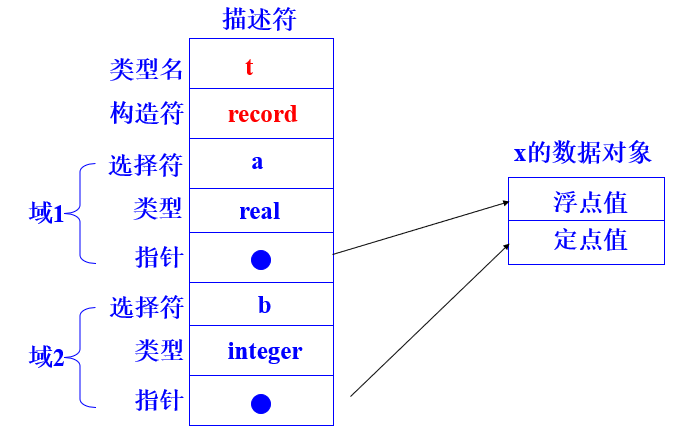 描述符
类型名 t
构造符 record
域1
选择符 a
类型 real
指针
域2
选择符 b
类型 integer
指针
x的数据对象
浮点值
定点值